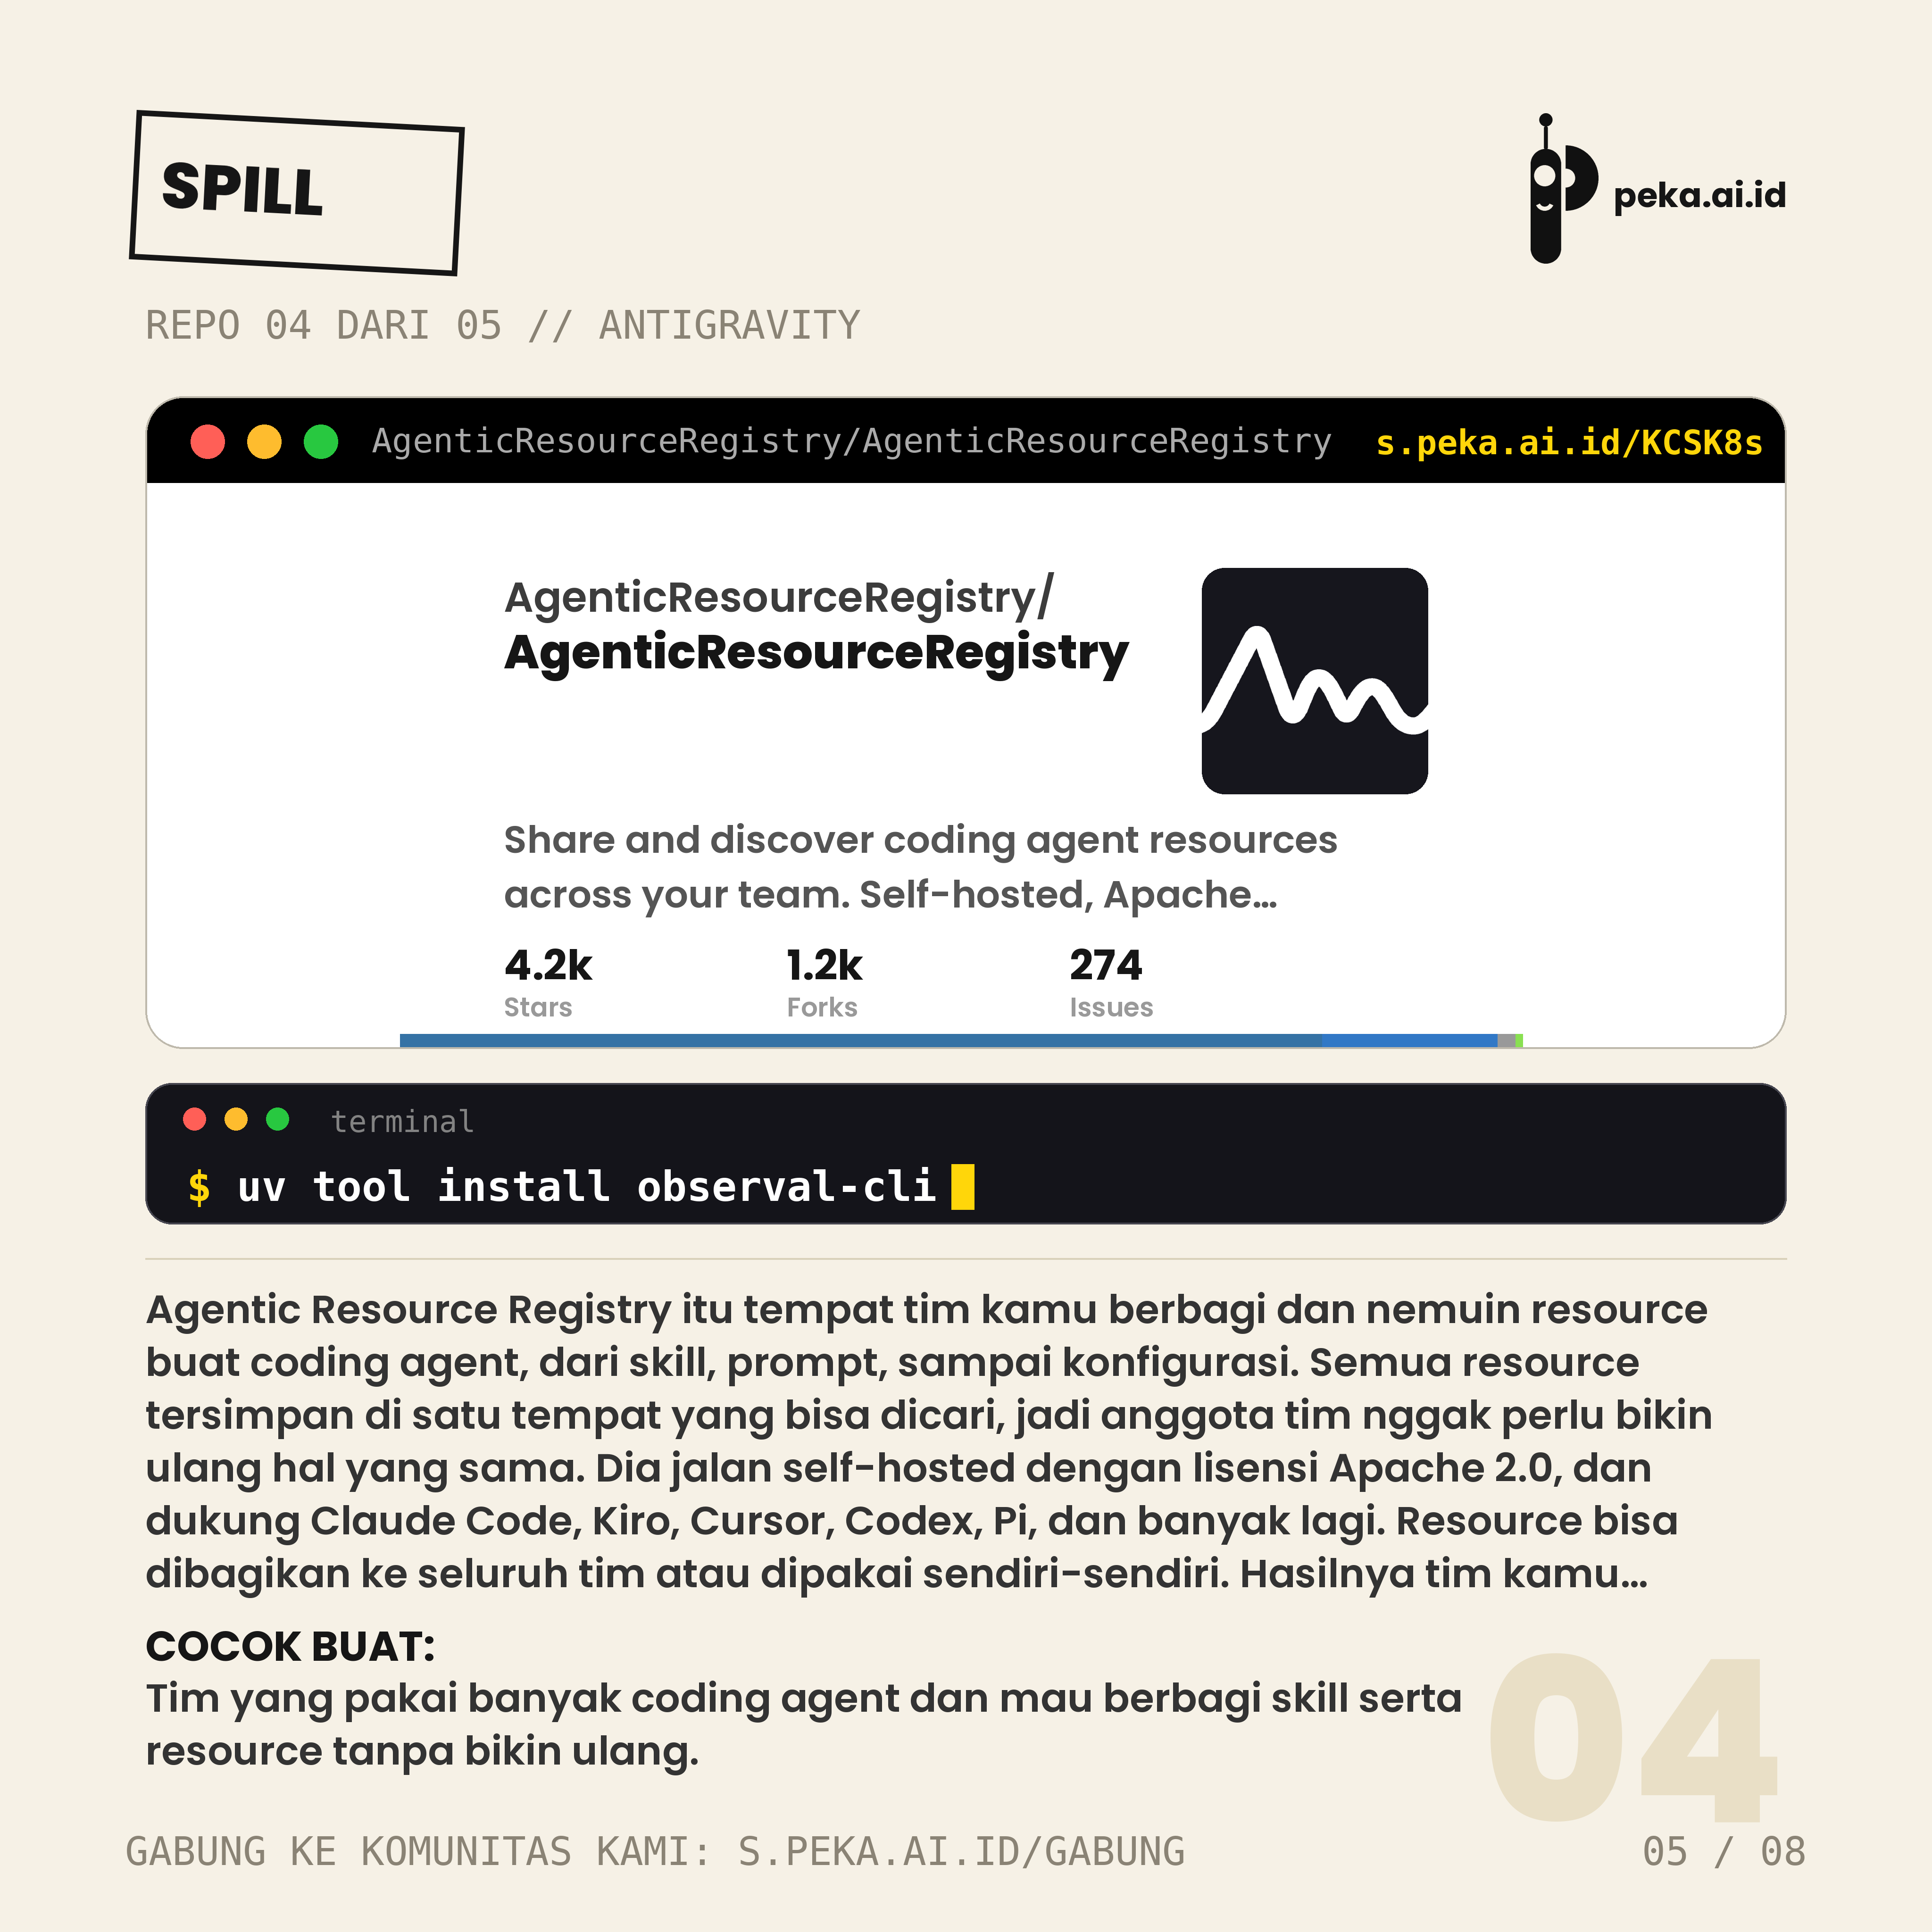 SPILL
peka.ai.id
REPO 04 DARI 05 // ANTIGRAVITY
AgenticResourceRegistry/AgenticResourceRegistry s.peka.ai.id/KCSK8s
AgenticResourceRegistry/
AgenticResourceRegistry
Share and discover coding agent resources
across your team. Self-hosted, Apache...
4.2k 1.2k 274
Stars Forks Issues
terminal
$ uv tool install observal-cli
Agentic Resource Registry itu tempat tim kamu berbagi dan nemuin resource
buat coding agent, dari skill, prompt, sampai konfigurasi. Semua resource
tersimpan di satu tempat yang bisa dicari, jadi anggota tim nggak perlu bikin
ulang hal yang sama. Dia jalan self-hosted dengan lisensi Apache 2.0, dan
dukung Claude Code, Kiro, Cursor, Codex, Pi, dan banyak lagi. Resource bisa
dibagikan ke seluruh tim atau dipakai sendiri-sendiri. Hasilnya tim kamu...
COCOK BUAT:
Tim yang pakai banyak coding agent dan mau berbagi skill serta
resource tanpa bikin ulang.
04
GABUNG KE KOMUNITAS KAMI: S.PEKA.AI.ID/GABUNG
05 / 08